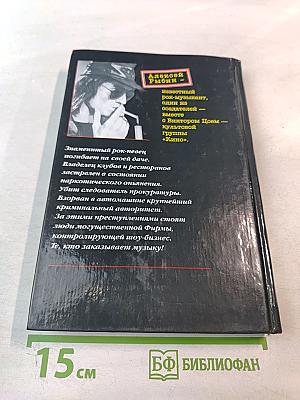 Алексей
Рыбин –
известный
рок-музыкант,
один из
создателей —
вместе
с Виктором Цоем —
культовой
группы
«Кино».
Знаменитый рок-певец
погибает на своей даче.
Владелец клубов и ресторанов
застрелен в состоянии
наркотического опьянения.
Убит следователь прокуратуры.
Взорван в автомашине крупнейший
криминальный авторитет.
За этими преступлениями стоят
люди могущественной Фирмы,
контролирующей шоу-бизнес.
Те, кто заказывает музыку!
15 см
БФ БИБЛИОФАН